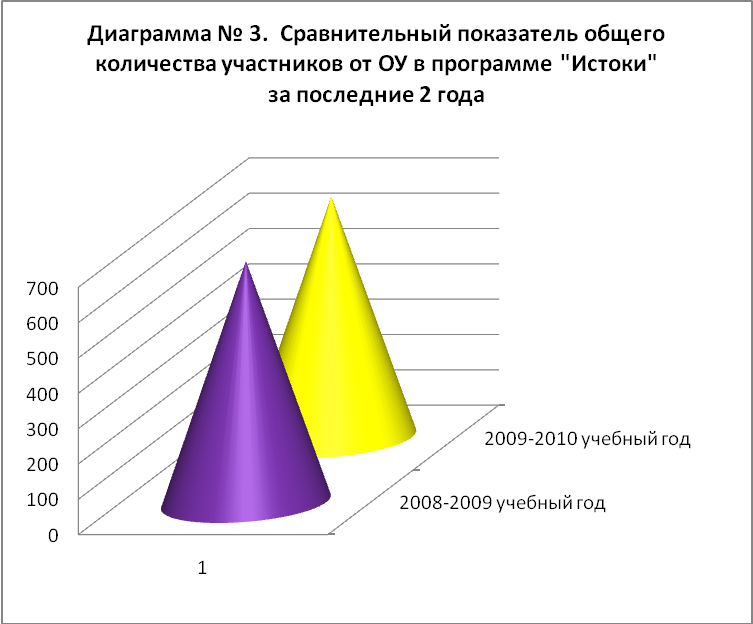 Диаграмма № 3.  Сравнительный показатель общего
количества участников от ОУ в программе "Истоки"
за последние 2 года
700
600
500
400
300
200
100
0
2009-2010 учебный год
2008-2009 учебный год
1